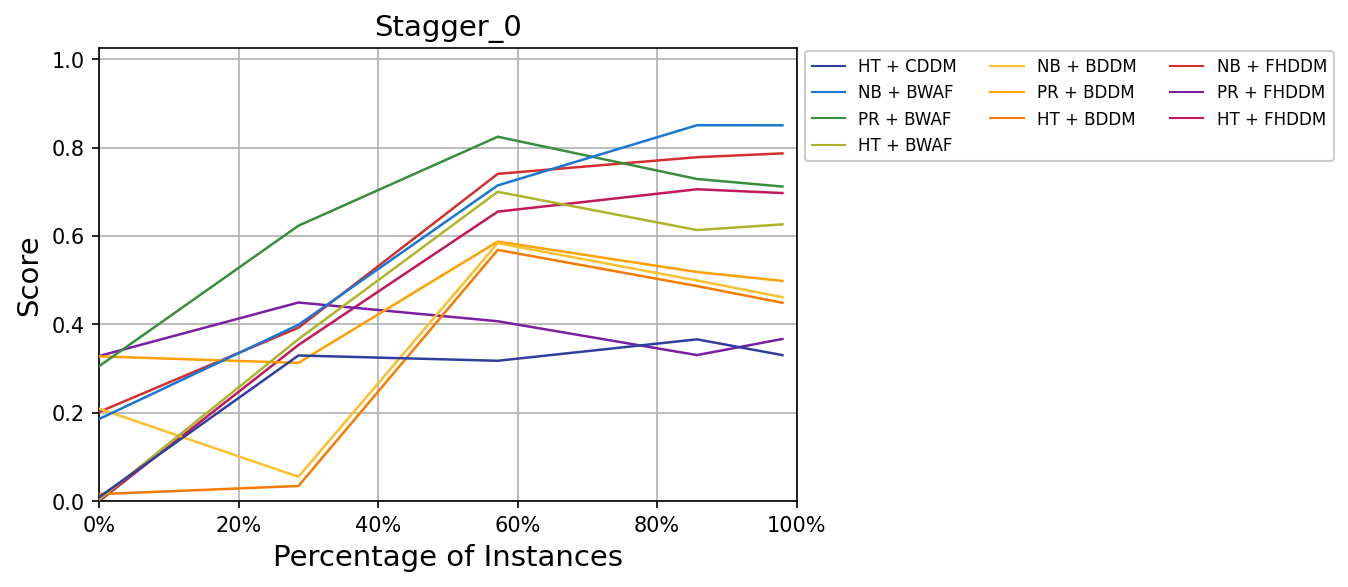 Stagger_0
1.0
0.8
0.6
0.4
0.2
0.0
Score
0% 20% 40% 60% 80% 100%
Percentage of Instances
HT + CDDM
NB + BWAF
PR + BWAF
HT + BWAF
NB + BDDM
PR + BDDM
HT + BDDM
NB + FHDDM
PR + FHDDM
HT + FHDDM